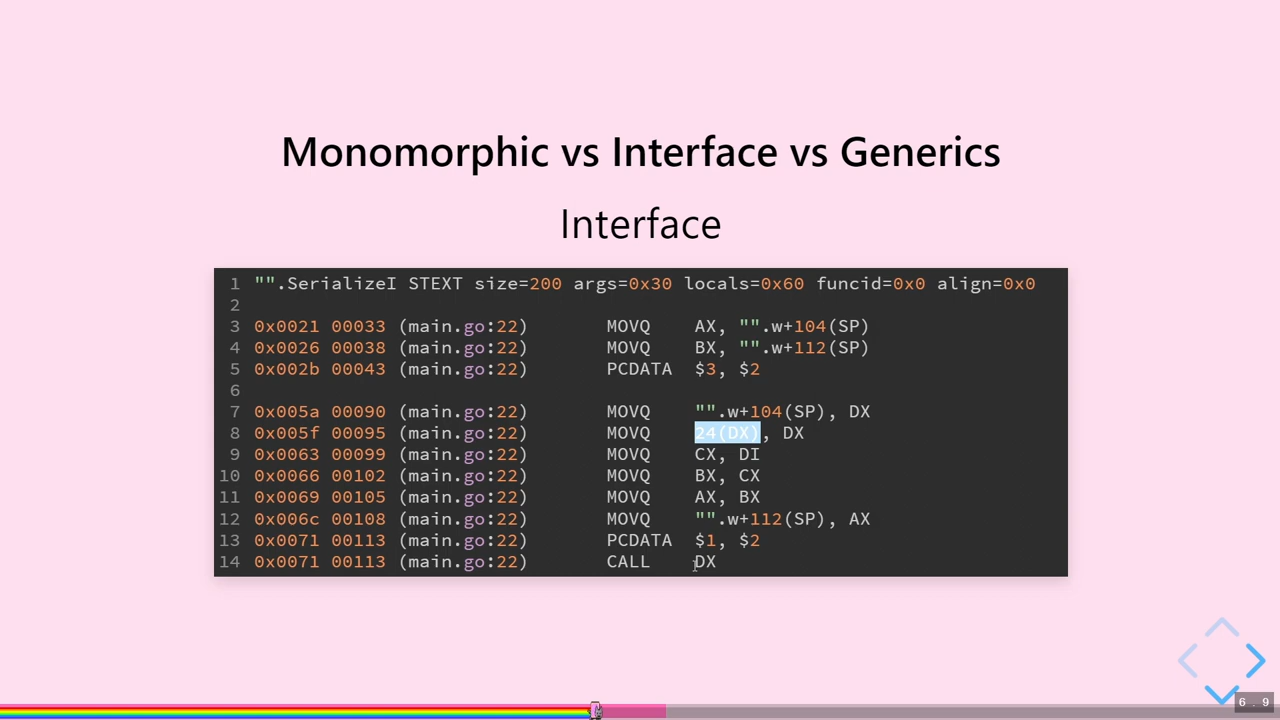 Monomorphic vs Interface vs Generics
Interface
1 "".SerializeI STEXT size=200 args=0x30 locals=0x60 funcid=0x0 align=0x0
2
3 0x0021 00033 (main.go:22) MOVQ AX, "".w+104(SP)
4 0x0026 00038 (main.go:22) MOVQ BX, "".w+112(SP)
5 0x002b 00043 (main.go:22) PCDATA $3, $2
6
7 0x005a 00090 (main.go:22) MOVQ "".w+104(SP), DX
8 0x005f 00095 (main.go:22) MOVQ 24(DX), DX
9 0x0063 00099 (main.go:22) MOVQ CX, DI
10 0x0066 00102 (main.go:22) MOVQ BX, CX
11 0x0069 00105 (main.go:22) MOVQ AX, BX
12 0x006c 00108 (main.go:22) MOVQ "".w+112(SP), AX
13 0x0071 00113 (main.go:22) PCDATA $1, $2
14 0x0071 00113 (main.go:22) CALL DX
6 . 9